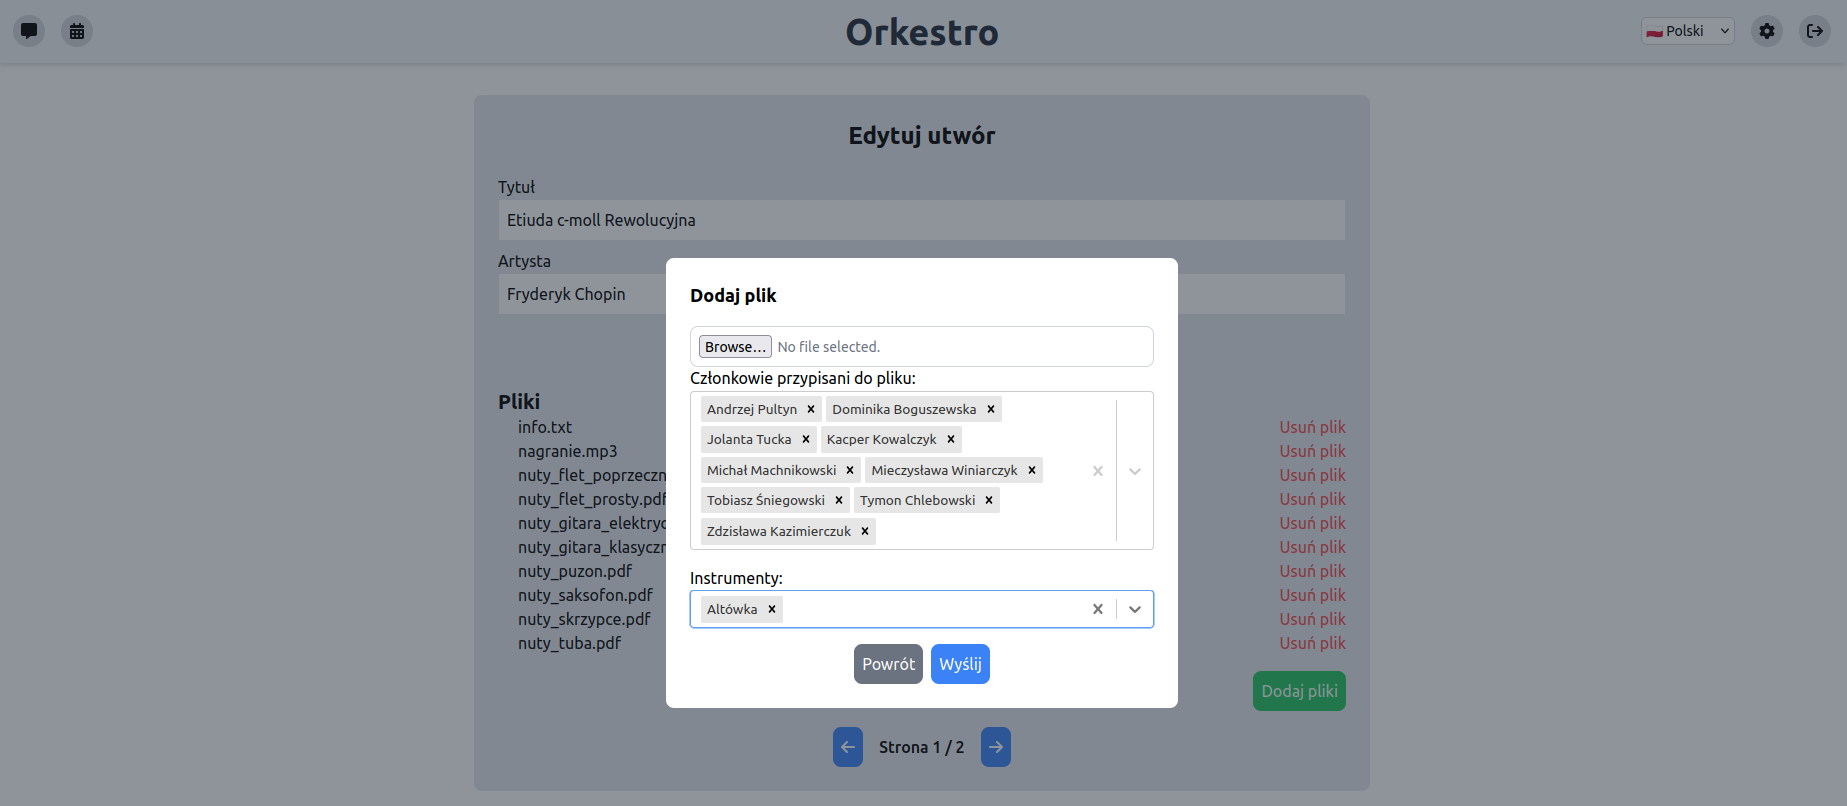 Orkestro
Polski
Edytuj utwór
Tytuł
Etiuda c-moll Rewolucyjna
Artysta
Fryderyk Chopin
Dodaj plik
Browse... No file selected.
Członkowie przypisani do pliku:
Andrzej Pultyn Dominika Boguszewska
Jolanta Tucka Kacper Kowalczyk
Michał Machnikowski Mieczysława Winiarczyk
Tobiasz Śniegowski Tymon Chlebowski
Zdzisława Kazimierczuk
Instrumenty:
Altówka
Powrót Wyślij
Pliki
info.txt Usuń plik
nagranie.mp3 Usuń plik
nuty_flet_poprzeczn Usuń plik
nuty_flet_prosty.pdf Usuń plik
nuty_gitara_elektryc Usuń plik
nuty_gitara_klasyczn Usuń plik
nuty_puzon.pdf Usuń plik
nuty_saksofon.pdf Usuń plik
nuty_skrzypce.pdf Usuń plik
nuty_tuba.pdf Usuń plik
Dodaj pliki
Strona 1 / 2